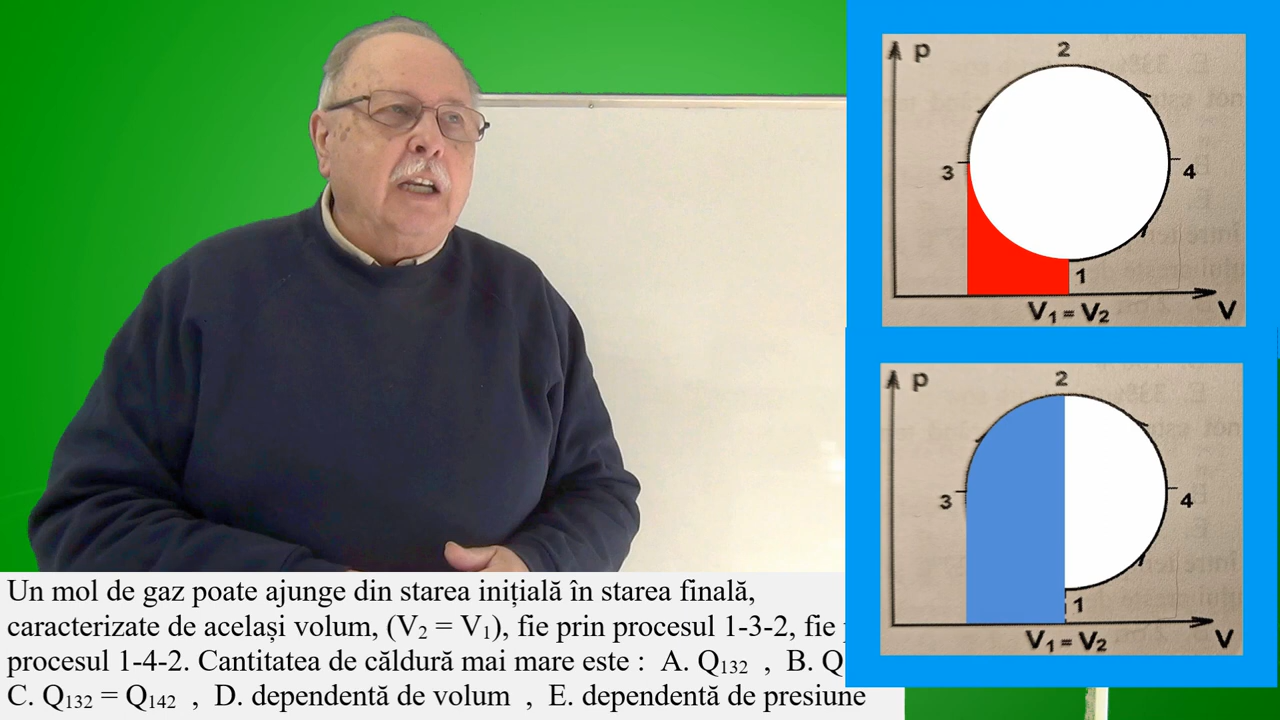 p
2
3
4
1
V₁ = V₂
V
p
2
3
4
1
V₁ = V₂
V
Un mol de gaz poate ajunge din starea inițială în starea finală,
caracterizate de același volum, (V₂ = V₁), fie prin procesul 1-3-2, fie
procesul 1-4-2. Cantitatea de căldură mai mare este : A. Q₁₃₂ , B. Q
C. Q₁₃₂ = Q₁₄₂ , D. dependentă de volum , E. dependentă de presiune